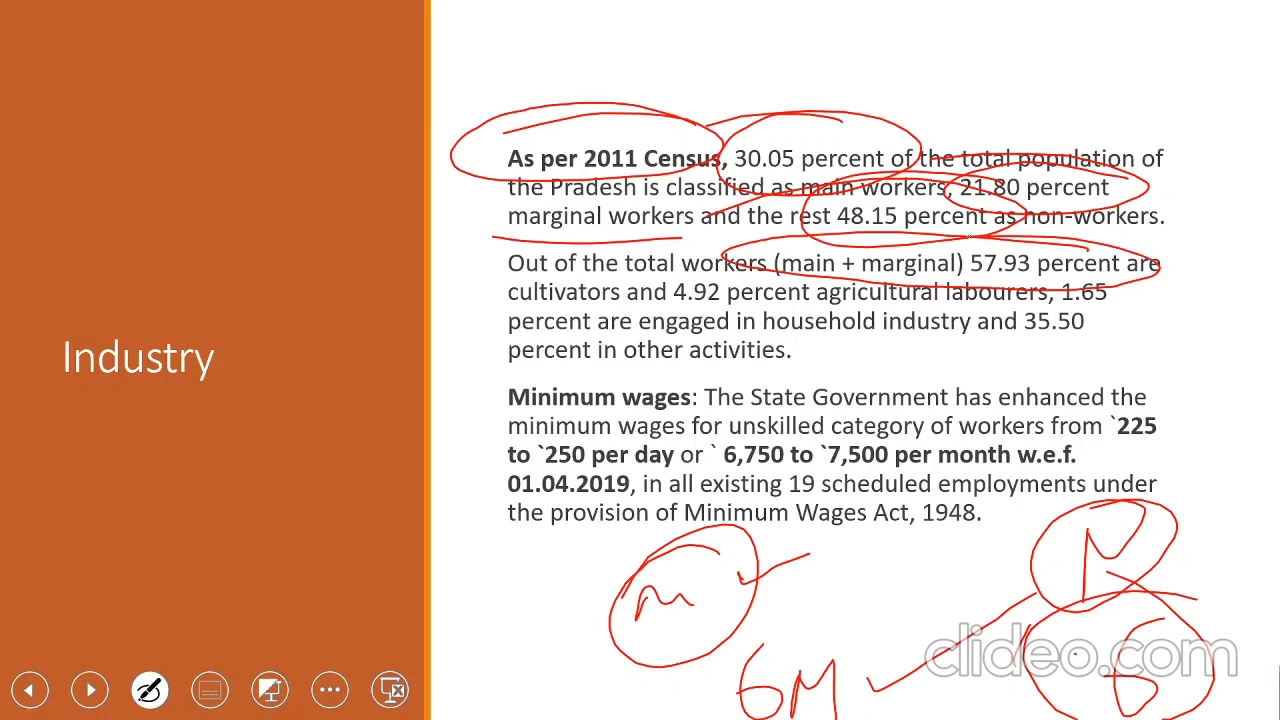 As per 2011 Census, 30.05 percent of the total population of
the Pradesh is classified as main workers, 21.80 percent
marginal workers and the rest 48.15 percent as non-workers.
Out of the total workers (main + marginal) 57.93 percent are
cultivators and 4.92 percent agricultural labourers, 1.65
percent are engaged in household industry and 35.50
percent in other activities.
Industry
Minimum wages: The State Government has enhanced the
minimum wages for unskilled category of workers from `225
to `250 per day or ` 6,750 to `7,500 per month w.e.f.
01.04.2019, in all existing 19 scheduled employments under
the provision of Minimum Wages Act, 1948.
m
6M
6
clideo.com